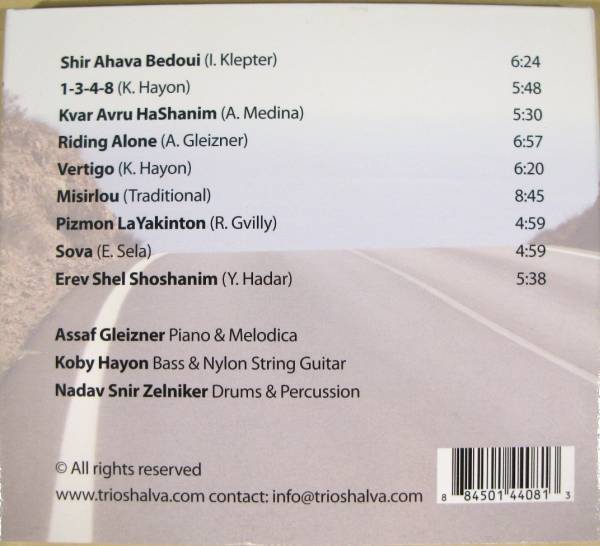 Shir Ahava Bedoui (I. Klepter) 6:24
1-3-4-8 (K. Hayon) 5:48
Kvar Avru HaShanim (A. Medina) 5:30
Riding Alone (A. Gleizner) 6:57
Vertigo (K. Hayon) 6:20
Misirlou (Traditional) 8:45
Pizmon LaYakinton (R. Gvilly) 4:59
Sova (E. Sela) 4:59
Erev Shel Shoshanim (Y. Hadar) 5:38
Assaf Gleizner Piano & Melodica
Koby Hayon Bass & Nylon String Guitar
Nadav Snir Zelniker Drums & Percussion
© All rights reserved
www.trioshalva.com contact: info@trioshalva.com
8 84501 44081 3